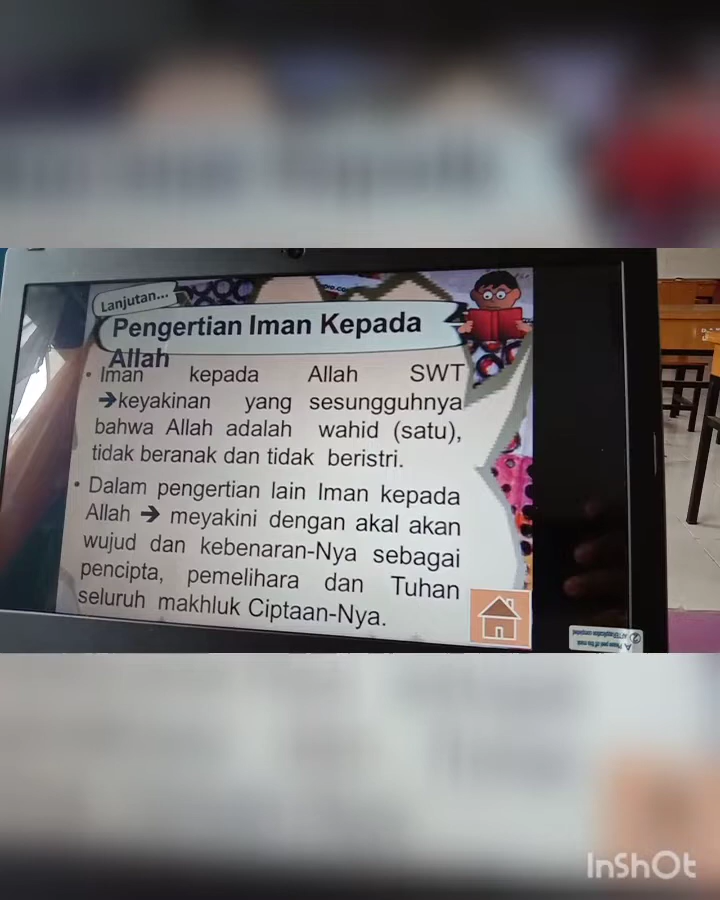 Lanjutan...
Pengertian Iman Kepada
Allah
• Iman kepada Allah SWT
➔keyakinan yang sesungguhnya
bahwa Allah adalah wahid (satu),
tidak beranak dan tidak beristri.
• Dalam pengertian lain Iman kepada
Allah ➔ meyakini dengan akal akan
wujud dan kebenaran-Nya sebagai
pencipta, pemelihara dan Tuhan
seluruh makhluk Ciptaan-Nya.
InShOt